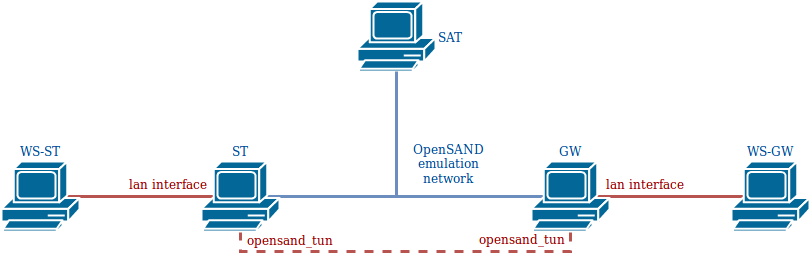 SAT
WS-ST
ST
OpenSAND
emulation
network
GW
WS-GW
lan interface
lan interface
opensand_tun
opensand_tun